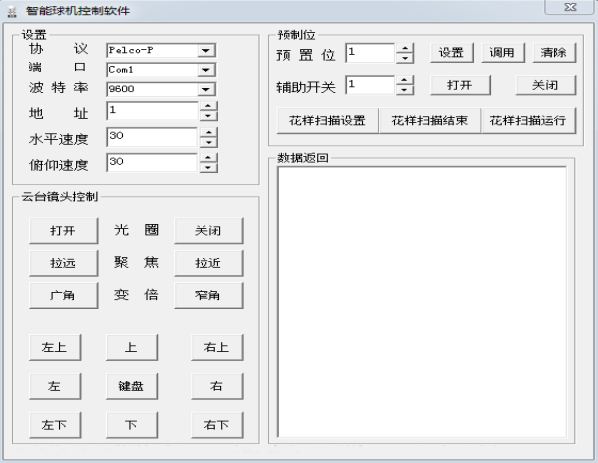 智能球机控制软件
设置
协议 Pelco-P
端口 Com1
波特率 9600
地址 1
水平速度 30
俯仰速度 30
云台镜头控制
打开 光圈 关闭
拉远 聚焦 拉近
广角 变倍 窄角
左上 上 右上
左 键盘 右
左下 下 右下
预制位
预置位 1 设置 调用 清除
辅助开关 1 打开 关闭
花样扫描设置 花样扫描结束 花样扫描运行
数据返回